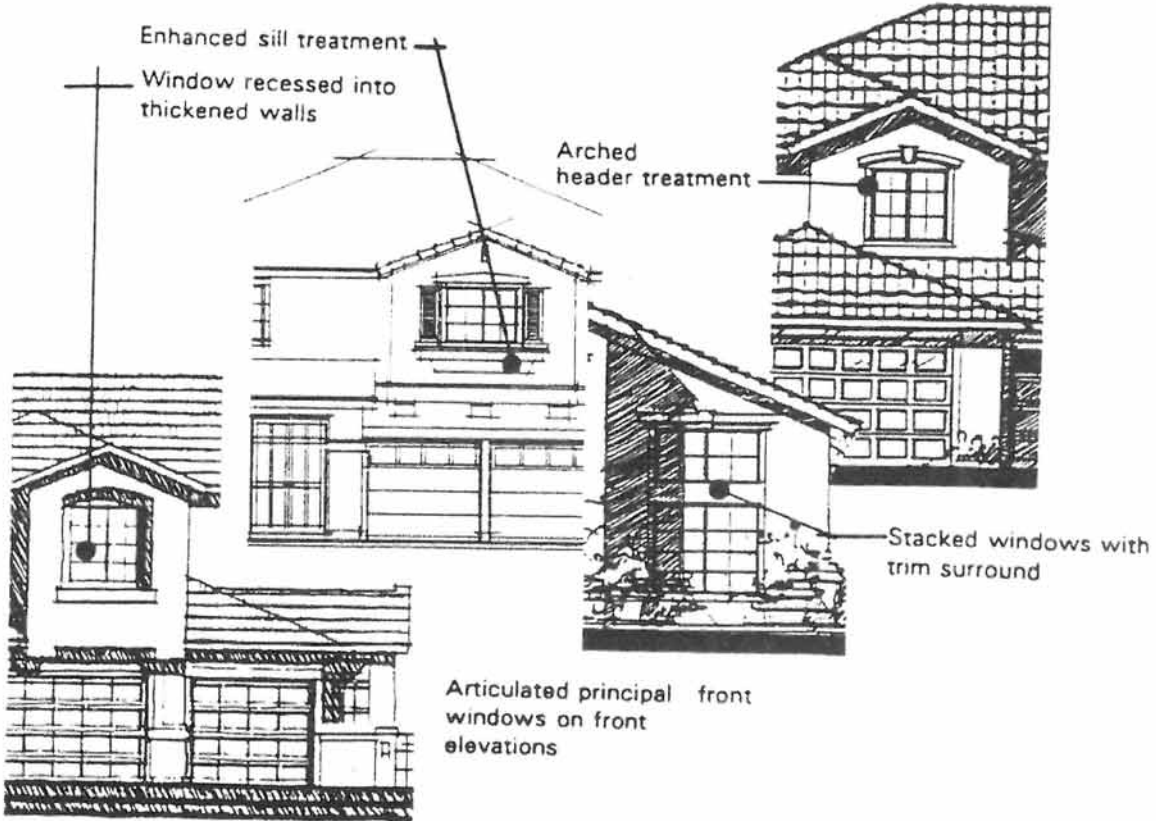 Enhanced sill treatment
Window recessed into
thickened walls
Arched
header treatment
Stacked windows with
trim surround
Articulated principal front
windows on front
elevations